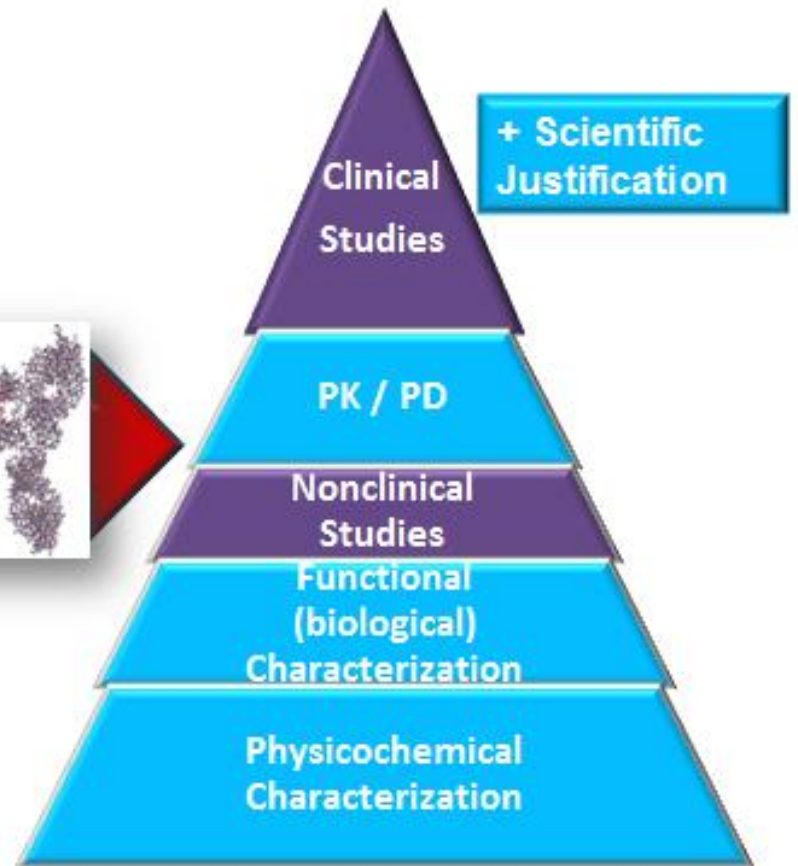 Clinical
Studies
+ Scientific
Justification
PK / PD
Nonclinical
Studies
Functional
(biological)
Characterization
Physicochemical
Characterization